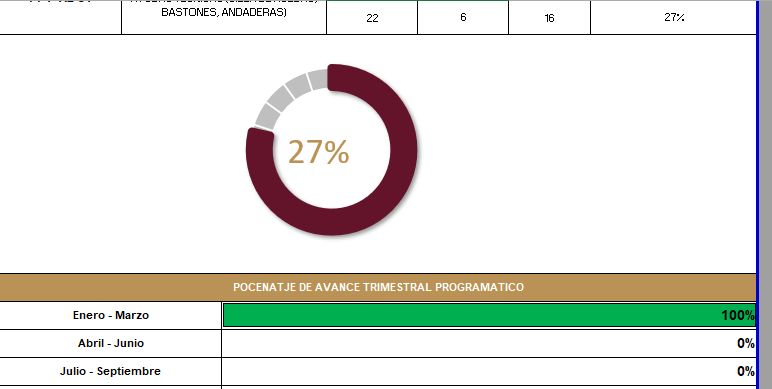 BASTONES, ANDADERAS)
22
6
16
27%
27%
POCENATJE DE AVANCE TRIMESTRAL PROGRAMATICO
Enero - Marzo
100%
Abril - Junio
0%
Julio - Septiembre
0%